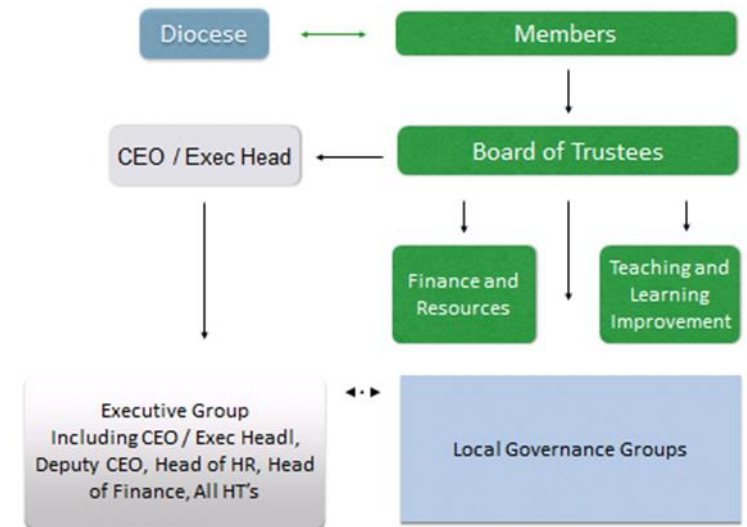 Diocese
Members
CEO / Exec Head
Board of Trustees
Finance and
Resources
Teaching and
Learning
Improvement
Executive Group
Including CEO / Exec Headl,
Deputy CEO, Head of HR, Head
of Finance, All HT's
Local Governance Groups